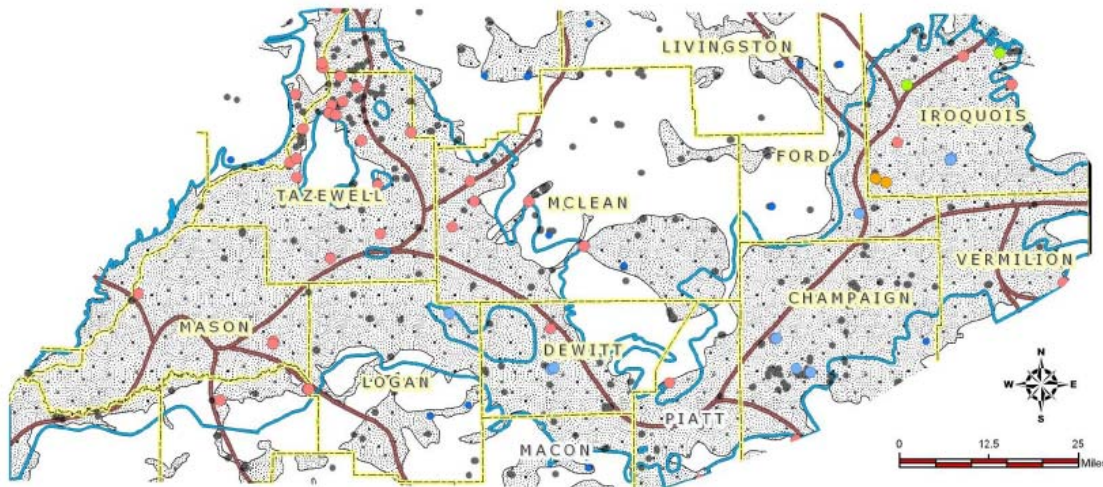 LIVINGSTON
IROQUOIS
FORD
TAZEWELL
MCLEAN
VERMILION
CHAMPAIGN
MASON
DEWITT
LOGAN
PIATT
MACON
N
W E
S
0 12.5 25
Miles